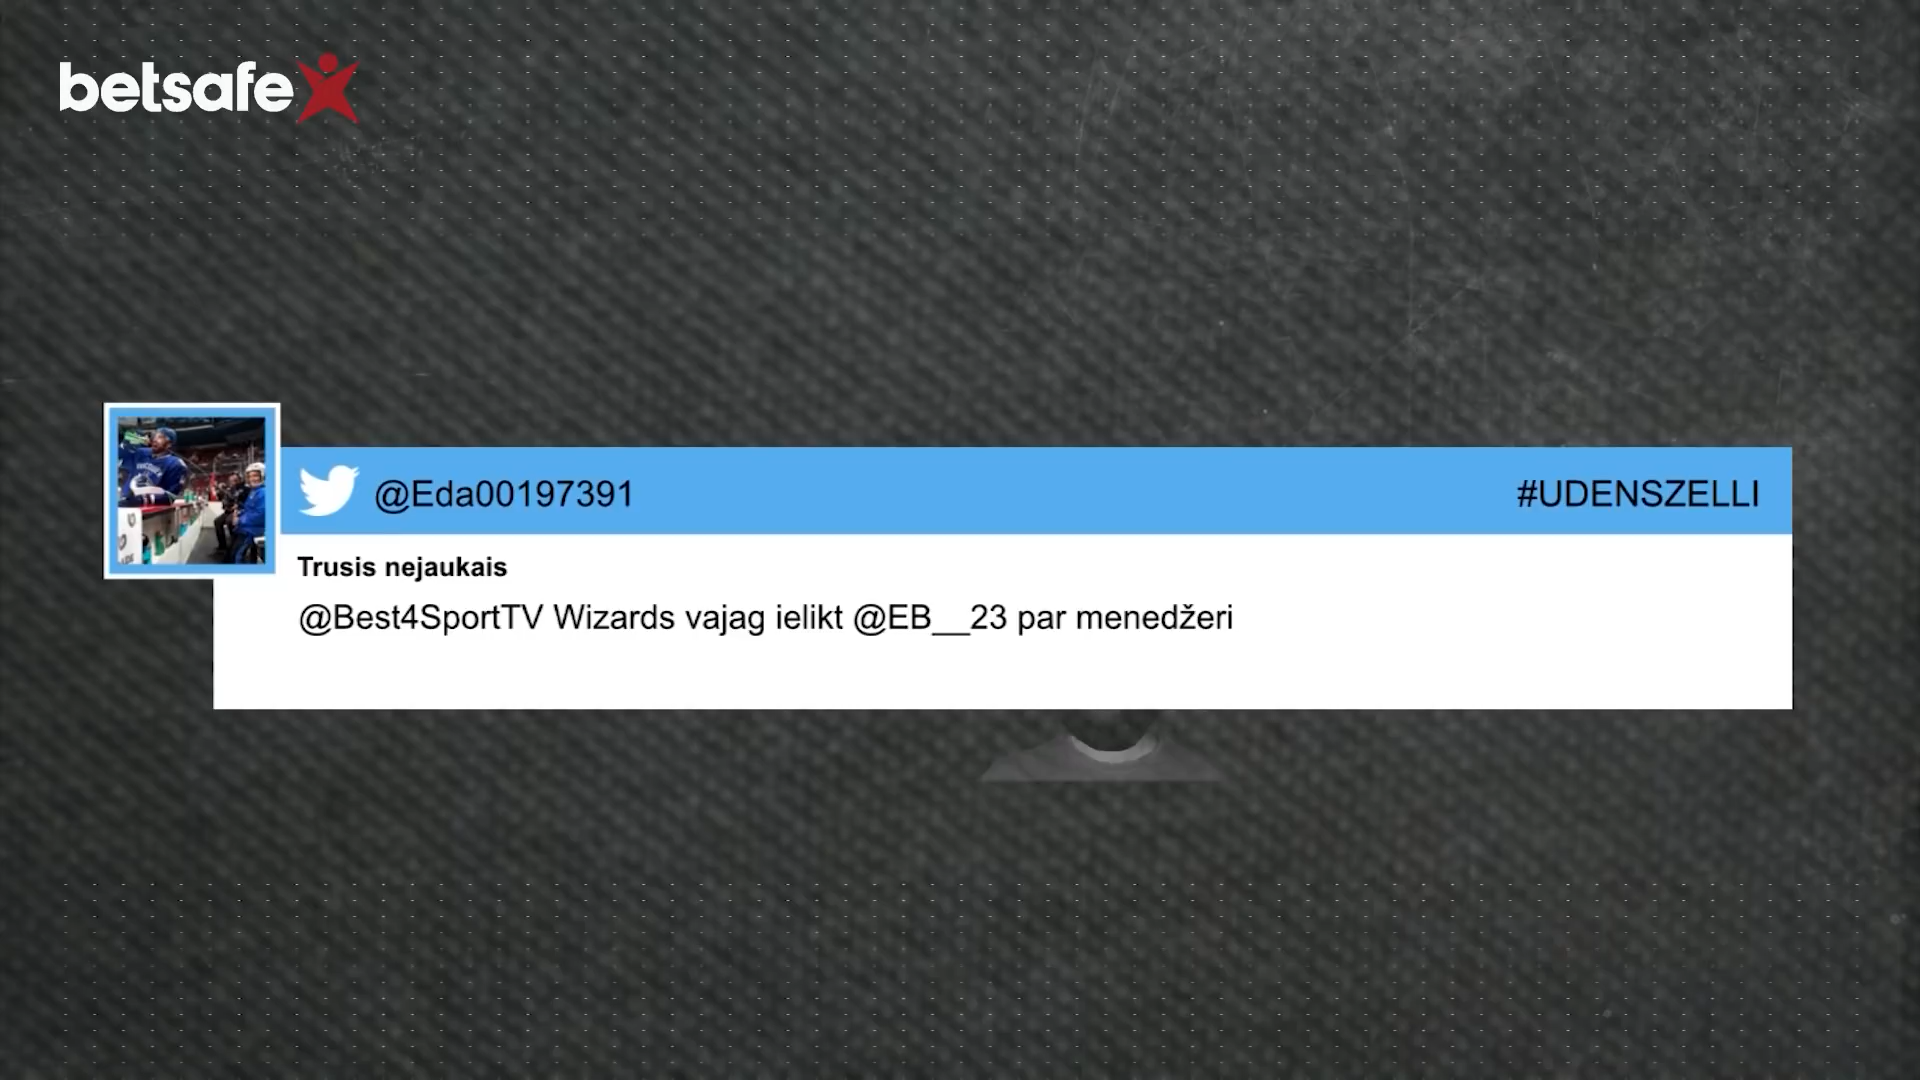 betsafe
@Eda00197391 #UDENSZELLI
Trusis nejaukais
@Best4SportTV Wizards vajag ielikt @EB__23 par menedžeri